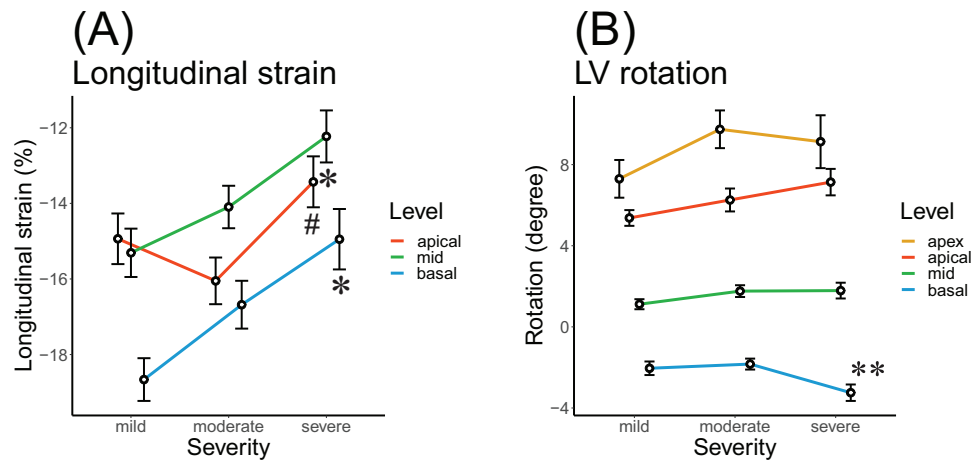 (A)
Longitudinal strain
Longitudinal strain (%)
−12
−14
−16
−18
*
#
*
mild moderate severe
Severity
Level
apical
mid
basal
(B)
LV rotation
Rotation (degree)
8
4
0
−4
**
mild moderate severe
Severity
Level
apex
apical
mid
basal